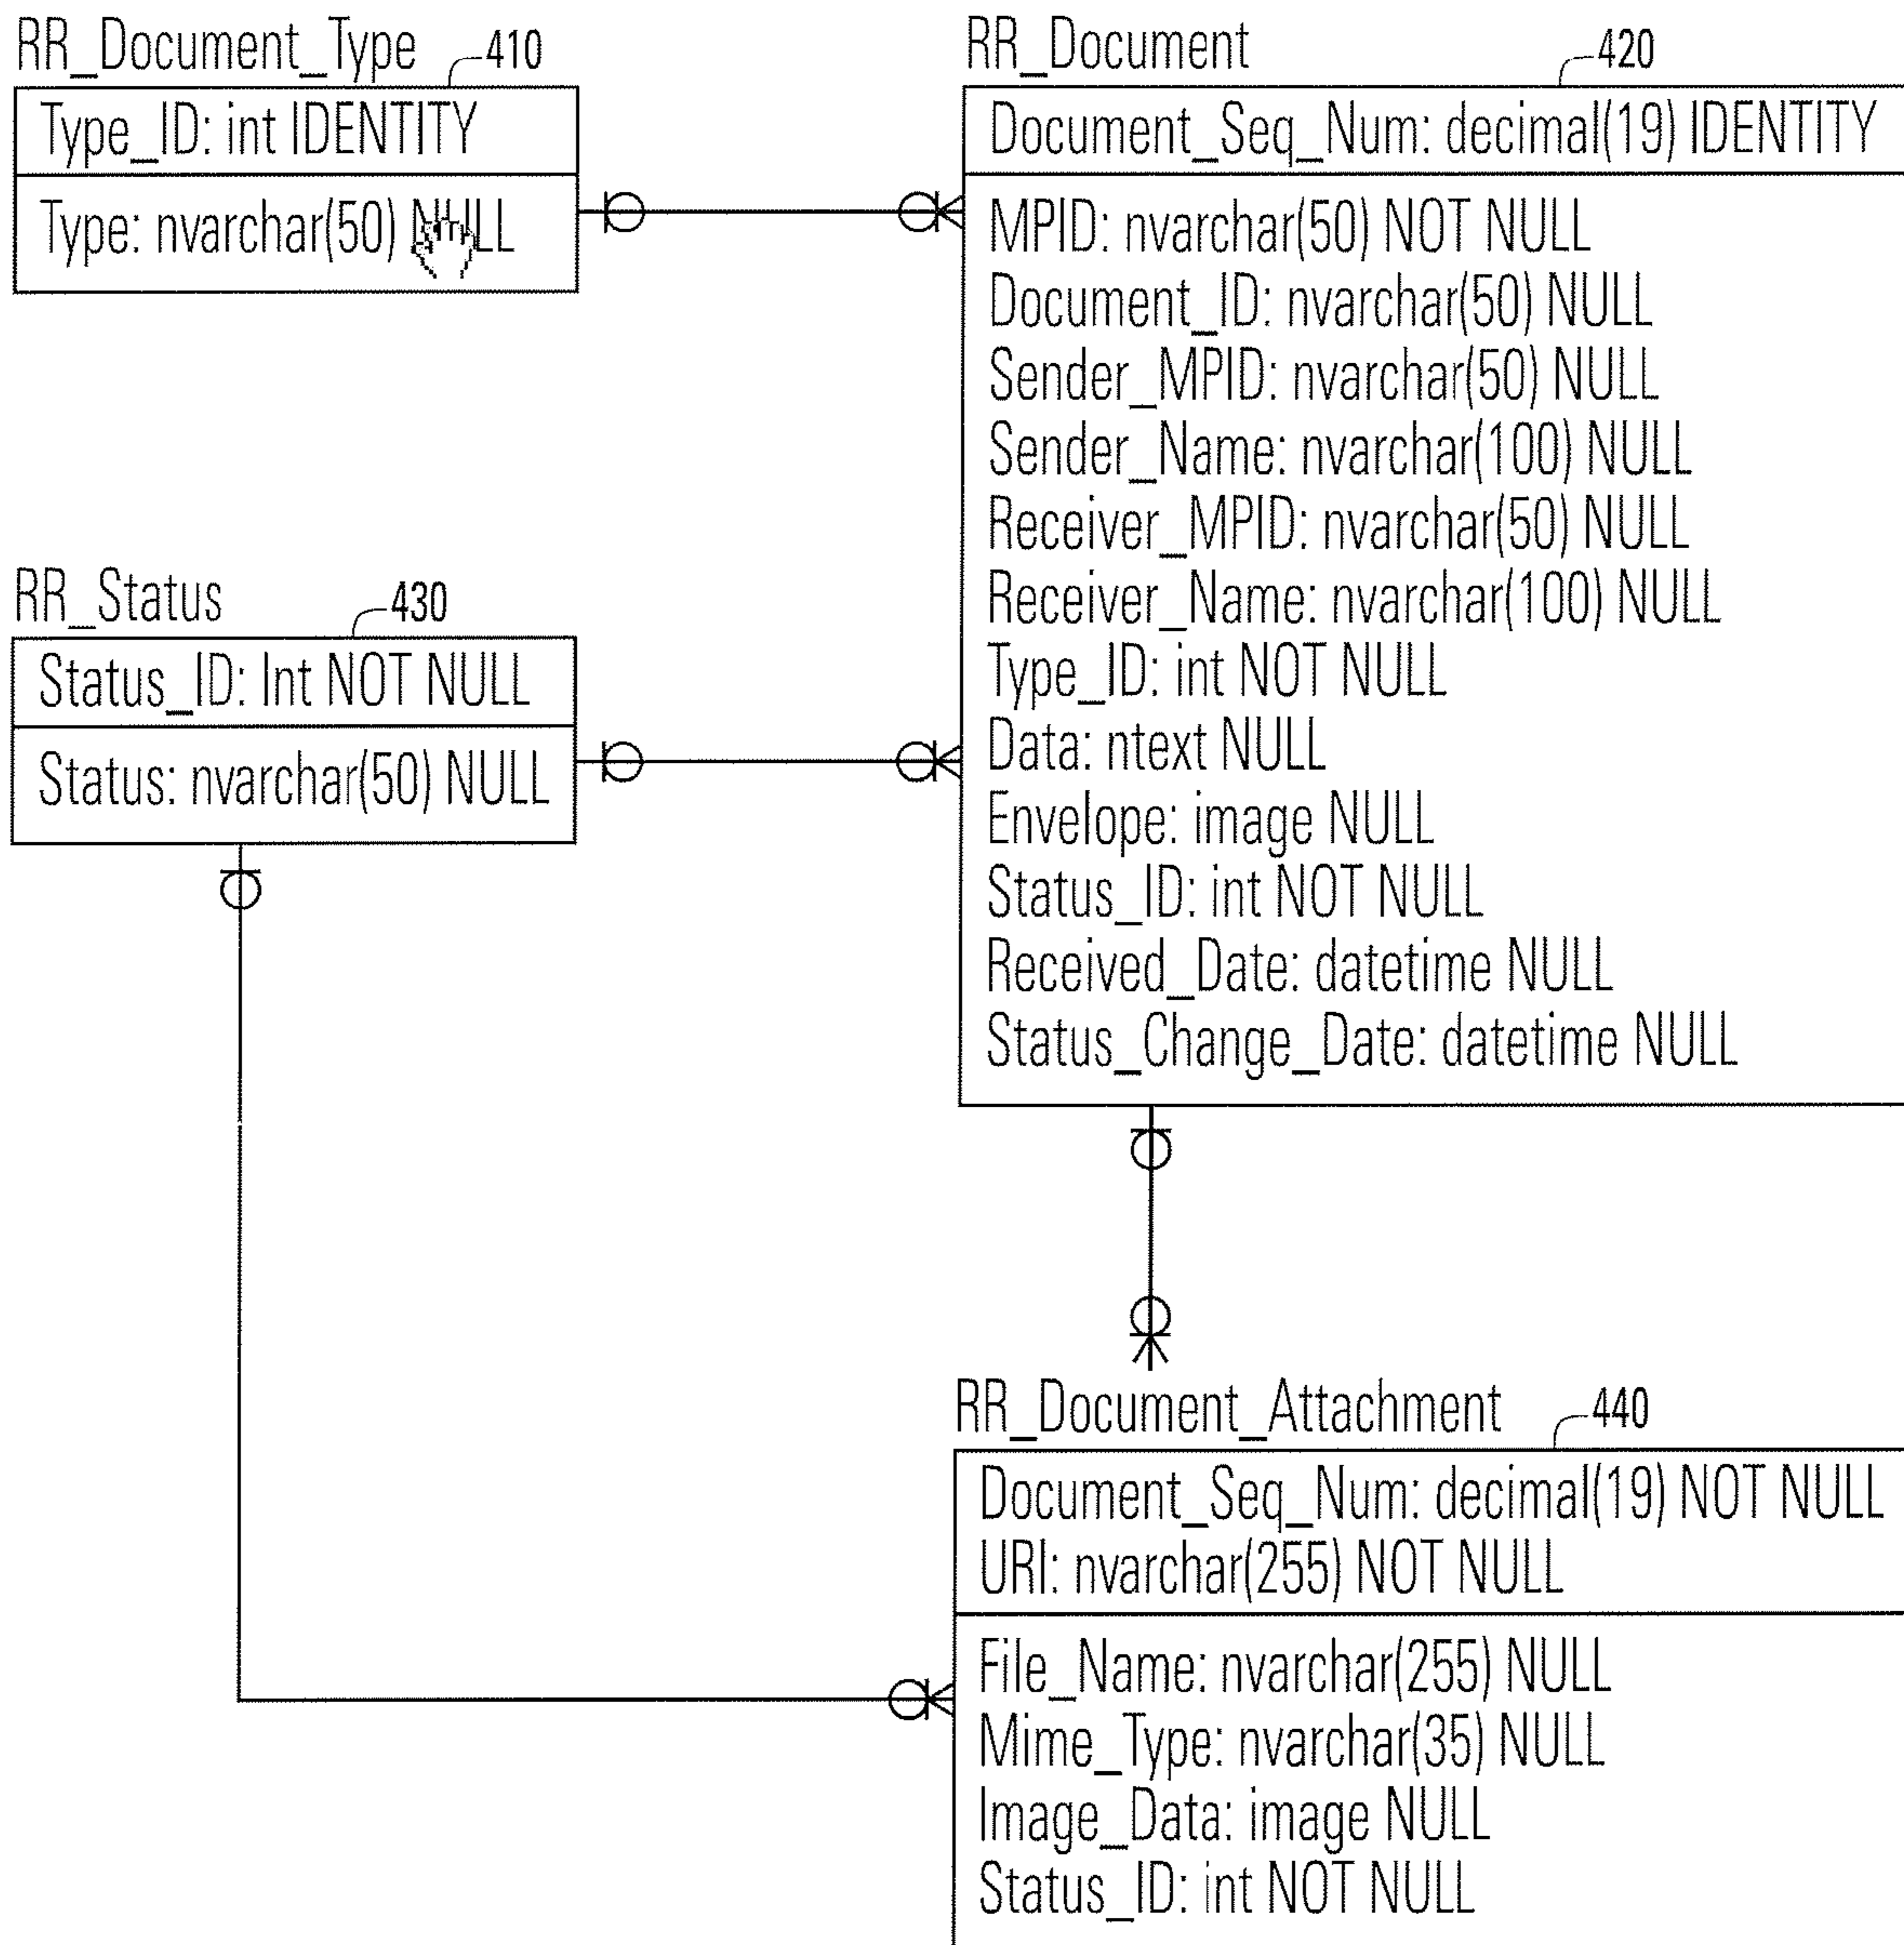 RR_Document_Type
410
Type_ID: int IDENTITY
Type: nvarchar(50) NULL
RR_Document
420
Document_Seq_Num: decimal(19) IDENTITY
MPID: nvarchar(50) NOT NULL
Document_ID: nvarchar(50) NULL
Sender_MPID: nvarchar(50) NULL
Sender_Name: nvarchar(100) NULL
Receiver_MPID: nvarchar(50) NULL
Receiver_Name: nvarchar(100) NULL
Type_ID: int NOT NULL
Data: ntext NULL
Envelope: image NULL
Status_ID: int NOT NULL
Received_Date: datetime NULL
Status_Change_Date: datetime NULL
RR_Status
430
Status_ID: Int NOT NULL
Status: nvarchar(50) NULL
RR_Document_Attachment
440
Document_Seq_Num: decimal(19) NOT NULL
URI: nvarchar(255) NOT NULL
File_Name: nvarchar(255) NULL
Mime_Type: nvarchar(35) NULL
Image_Data: image NULL
Status_ID: int NOT NULL